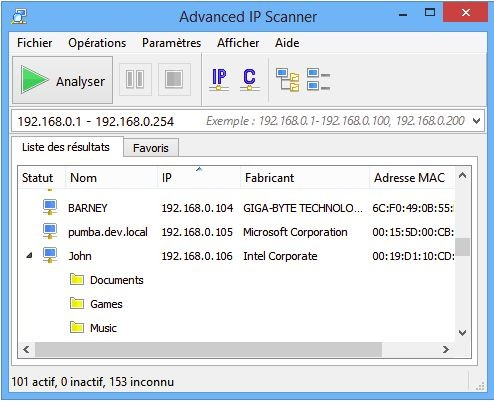 Advanced IP Scanner
Fichier Opérations Paramètres Afficher Aide
Analyser IP C
192.168.0.1 - 192.168.0.254 Exemple : 192.168.0.1-192.168.0.100, 192.168.0.200
Liste des résultats Favoris
Statut Nom IP Fabricant Adresse MAC
BARNEY 192.168.0.104 GIGA-BYTE TECHNOLO... 6C:F0:49:0B:55:
pumba.dev.local 192.168.0.105 Microsoft Corporation 00:15:5D:00:CB:
John 192.168.0.106 Intel Corporate 00:19:D1:10:CD:
Documents
Games
Music
101 actif, 0 inactif, 153 inconnu